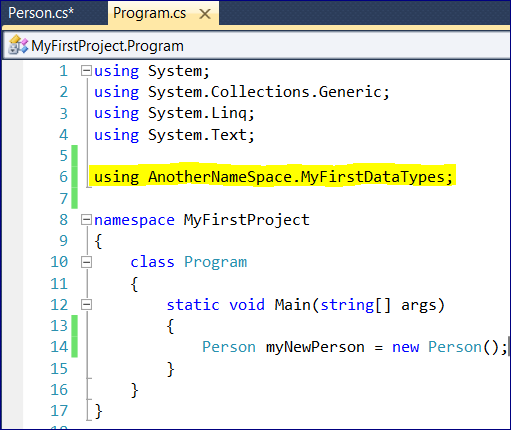 Person.cs* Program.cs ×
MyFirstProject.Program
1 using System;
2 using System.Collections.Generic;
3 using System.Linq;
4 using System.Text;
5
6 using AnotherNameSpace.MyFirstDataTypes;
7
8 namespace MyFirstProject
9 {
10 class Program
11 {
12 static void Main(string[] args)
13 {
14 Person myNewPerson = new Person();
15 }
16 }
17 }